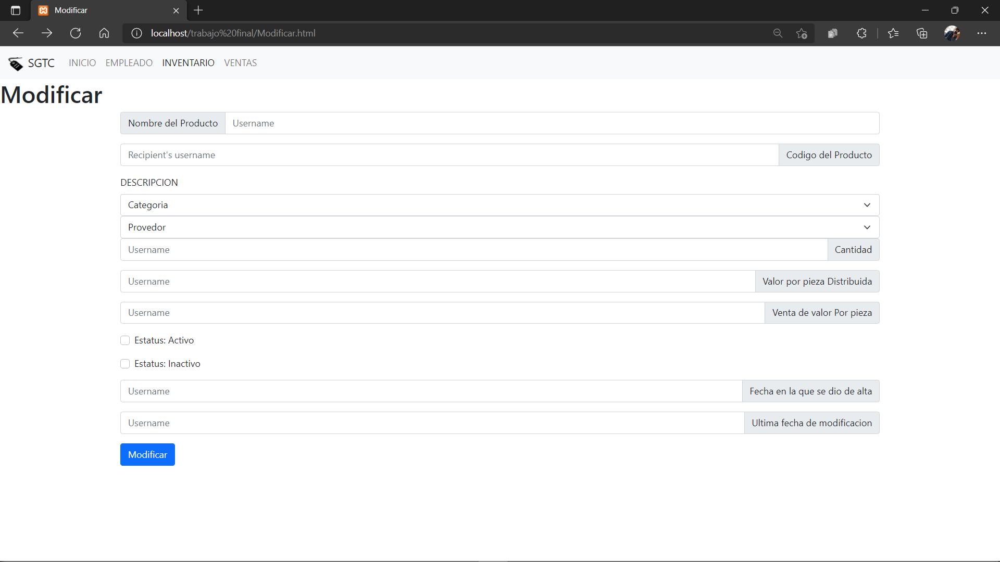 Modificar
localhost/trabajo%20final/Modificar.html
SGTC INICIO EMPLEADO INVENTARIO VENTAS
Modificar
Nombre del Producto Username
Recipient's username Codigo del Producto
DESCRIPCION
Categoria
Provedor
Username Cantidad
Username Valor por pieza Distribuida
Username Venta de valor Por pieza
Estatus: Activo
Estatus: Inactivo
Username Fecha en la que se dio de alta
Username Ultima fecha de modificacion
Modificar